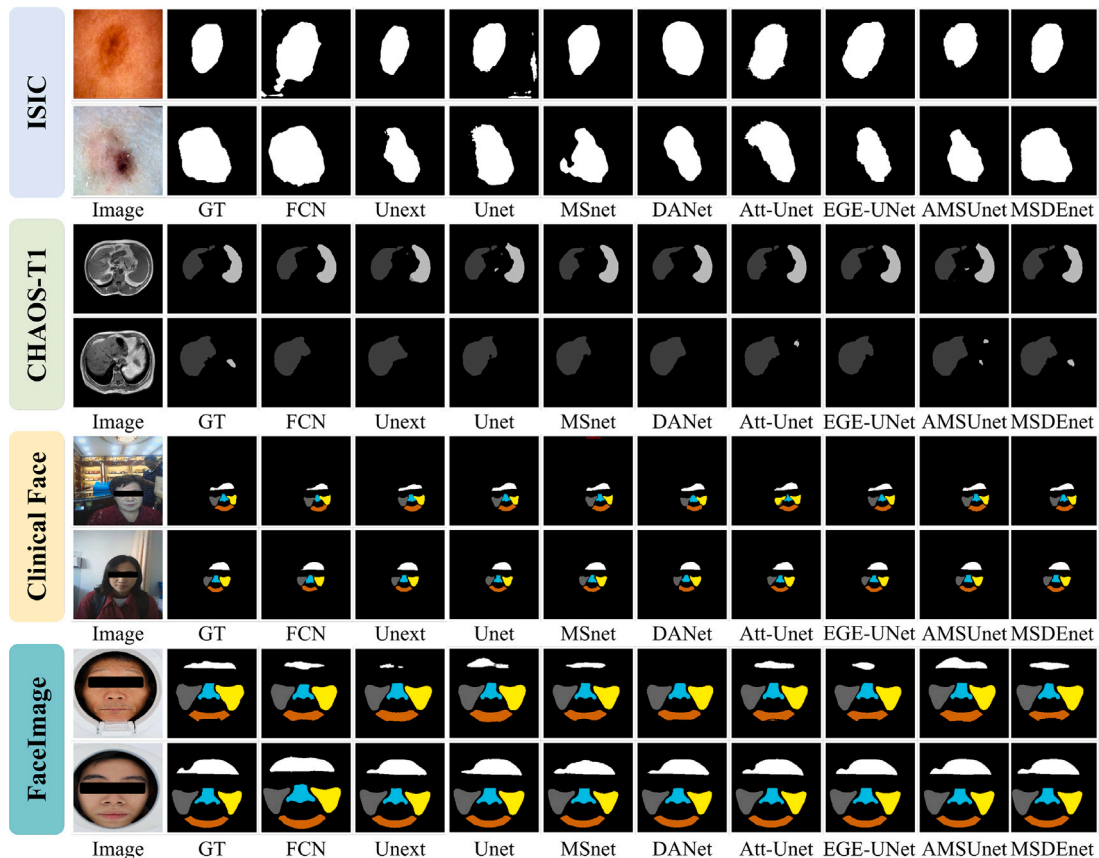 ISIC
Image GT FCN Unext Unet MSnet DANet Att-Unet EGE-UNet AMSUnet MSDEnet
CHAOS-T1
Image GT FCN Unext Unet MSnet DANet Att-Unet EGE-UNet AMSUnet MSDEnet
Clinical Face
Image GT FCN Unext Unet MSnet DANet Att-Unet EGE-UNet AMSUnet MSDEnet
FaceImage
Image GT FCN Unext Unet MSnet DANet Att-Unet EGE-UNet AMSUnet MSDEnet